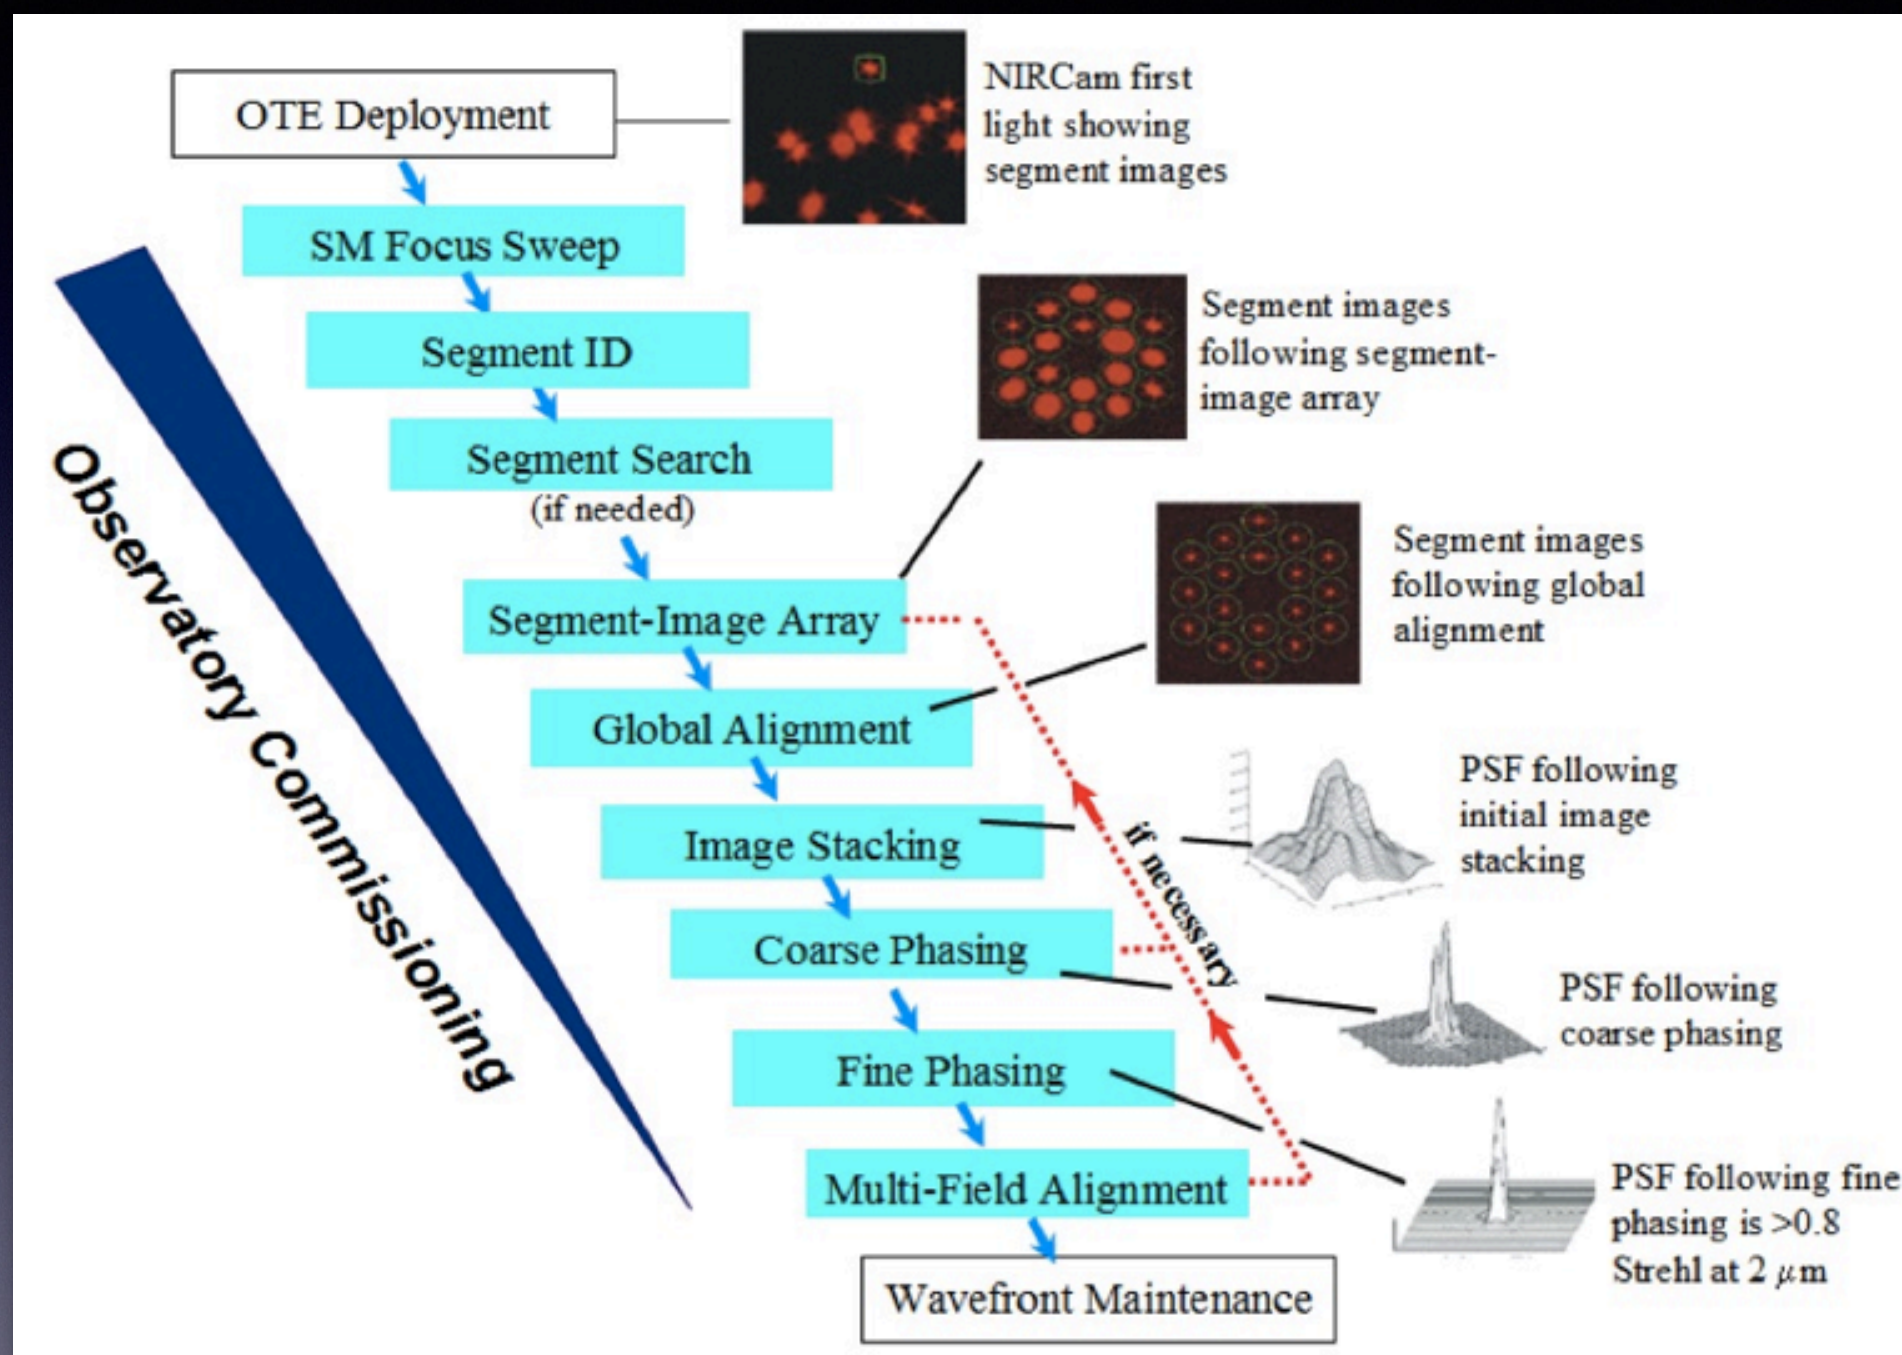 OTE Deployment
NIRCam first
light showing
segment images
SM Focus Sweep
Segment ID
Segment images
following segment-
image array
Segment Search
(if needed)
Segment-Image Array
Segment images
following global
alignment
Global Alignment
Image Stacking
PSF following
initial image
stacking
if necessary
Coarse Phasing
PSF following
coarse phasing
Fine Phasing
Multi-Field Alignment
PSF following fine
phasing is >0.8
Strehl at 2 μm
Wavefront Maintenance
Observatory Commissioning